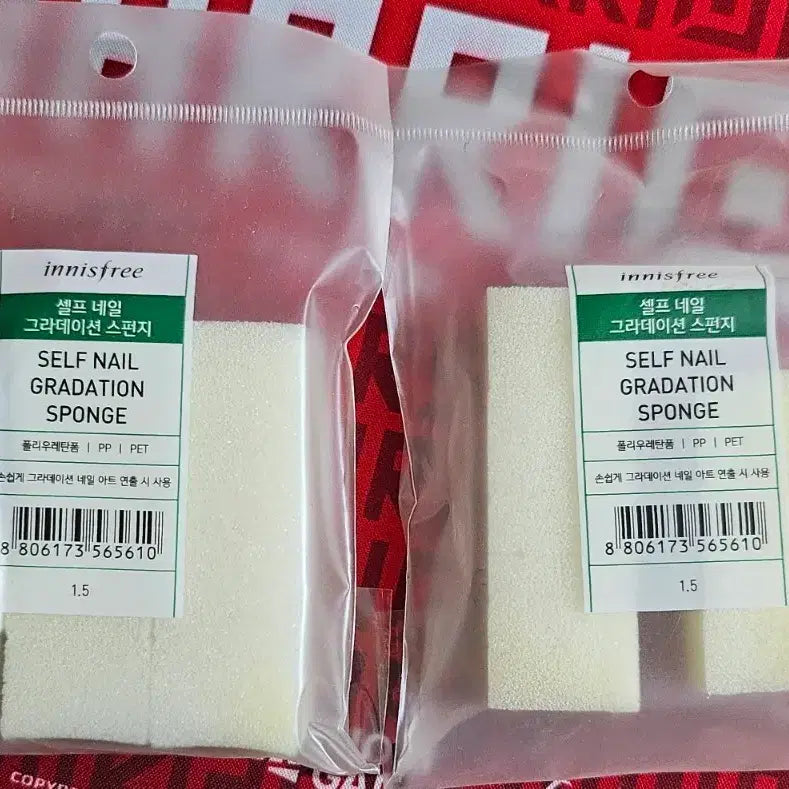 innisfree
셀프 네일
그라데이션 스펀지
SELF NAIL
GRADATION
SPONGE
폴리우레탄폼 | PP | PET
손쉽게 그라데이션 네일 아트 연출 시 사용
8 806173 565610
1.5
innisfree
셀프 네일
그라데이션 스펀지
SELF NAIL
GRADATION
SPONGE
폴리우레탄폼 | PP | PET
손쉽게 그라데이션 네일 아트 연출 시 사용
8 806173 565610
1.5